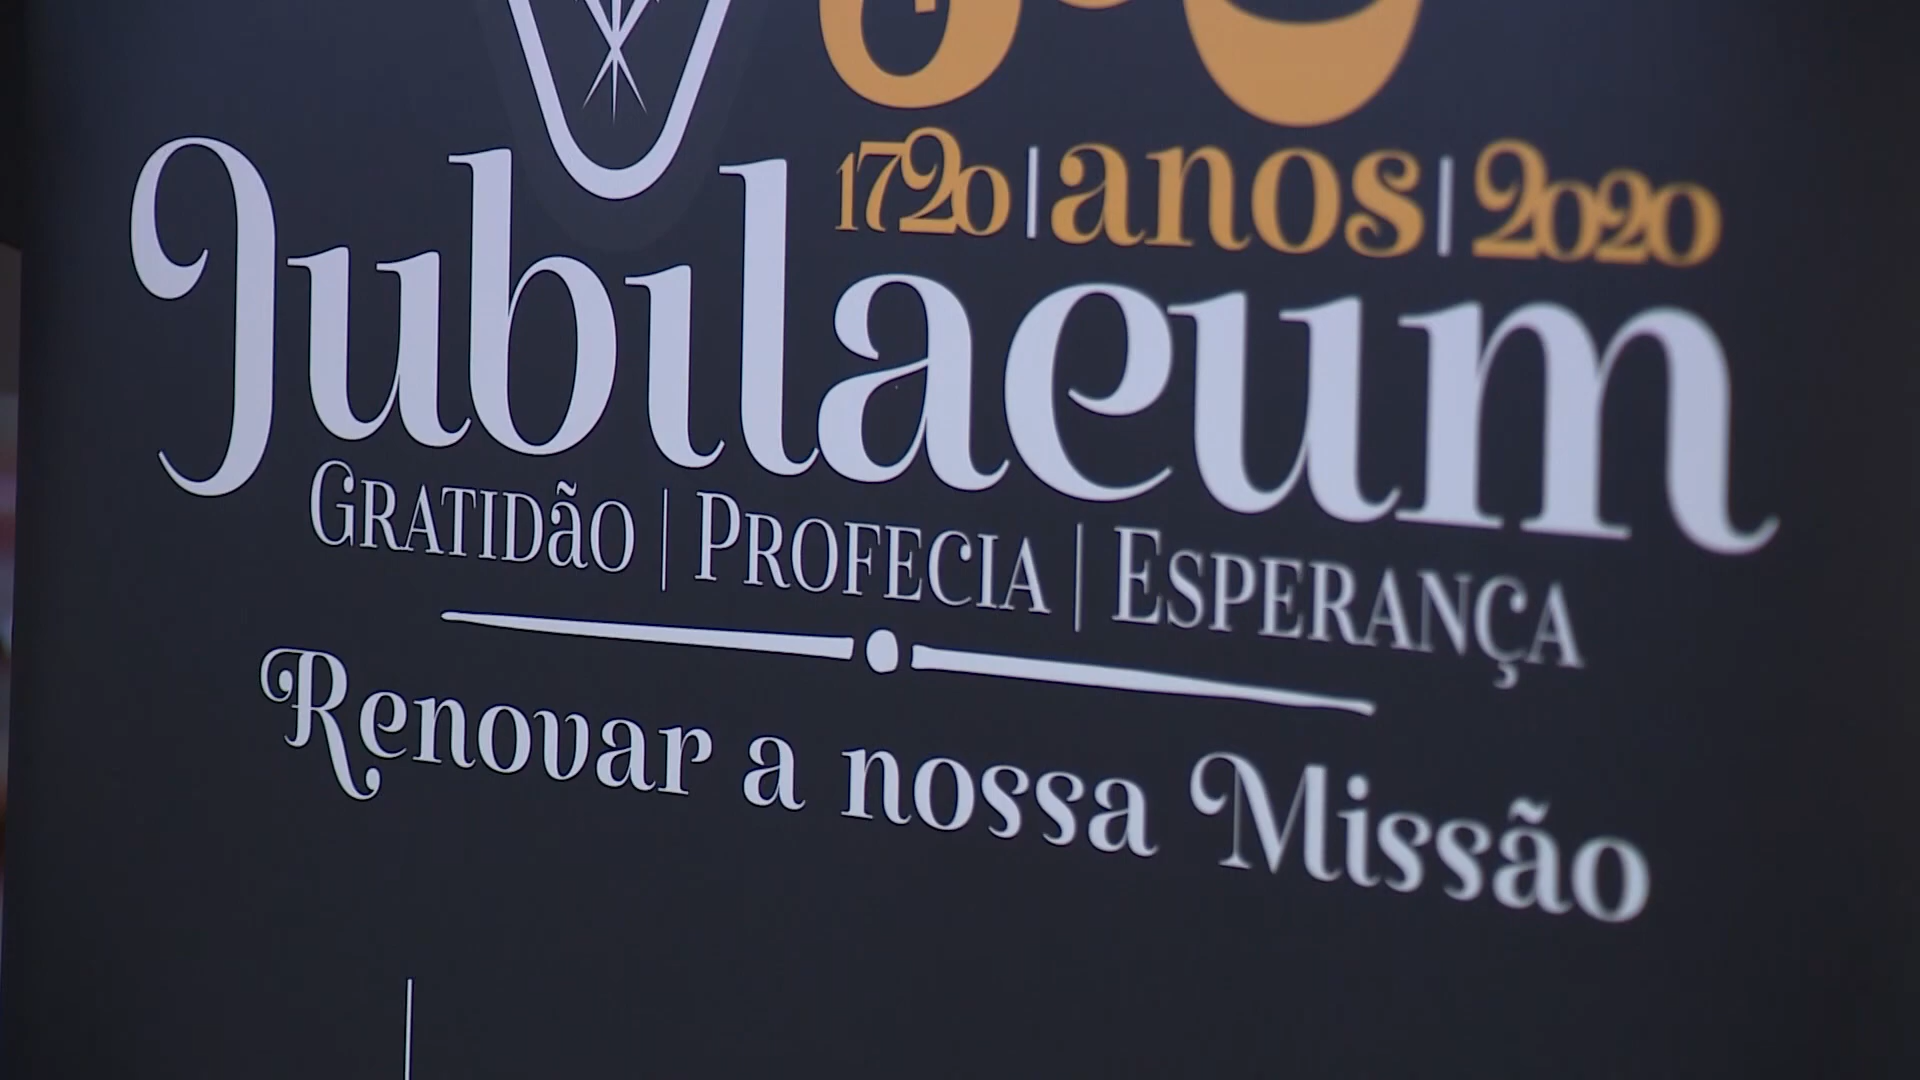 1720 | anos | 2020
Jubilaeum
GRATIDÃO | PROFECIA | ESPERANÇA
Renovar a nossa Missão